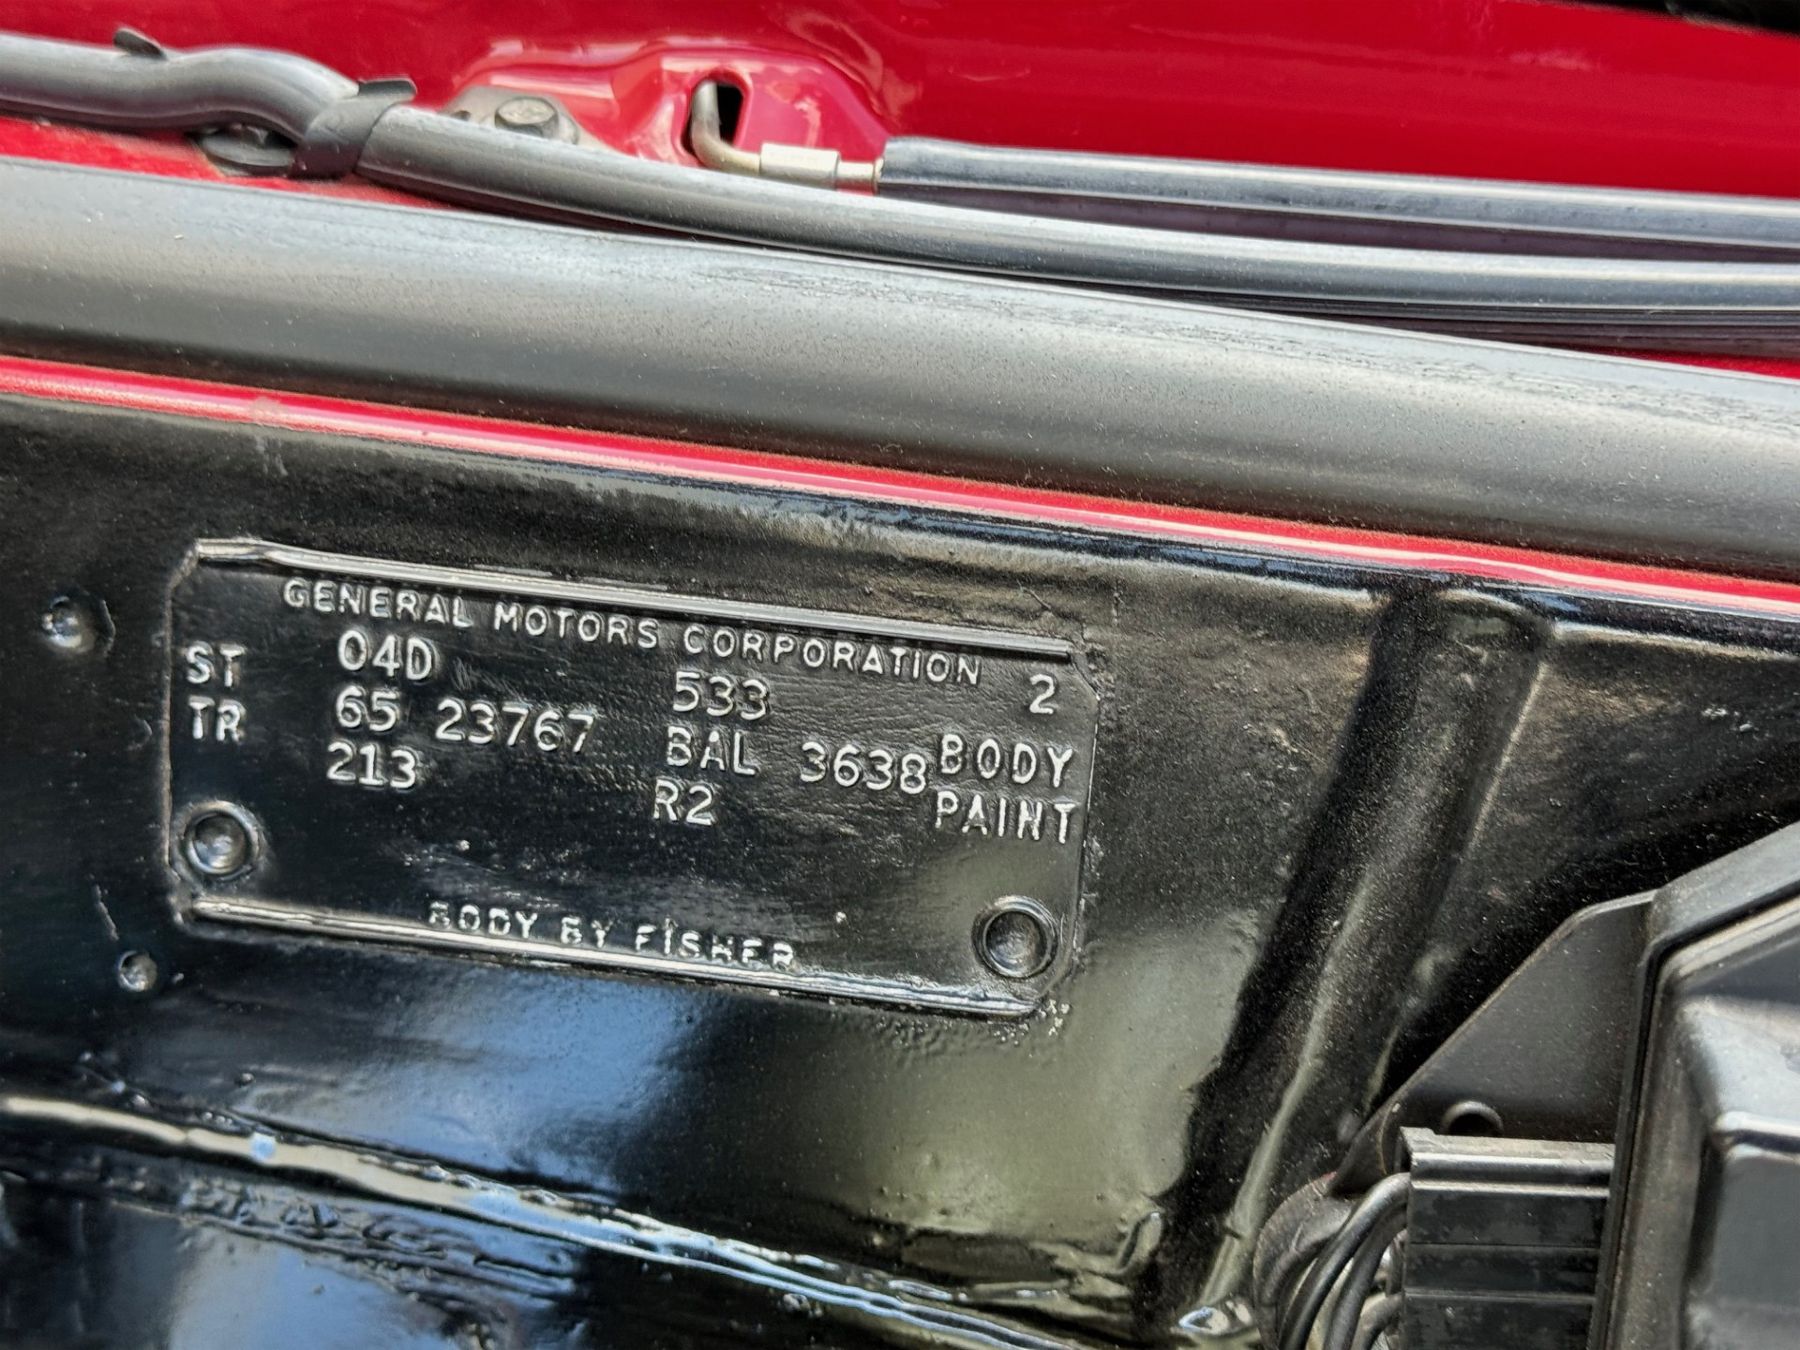 GENERAL MOTORS CORPORATION
04D 533 2
ST 65 23767 BAL 3638 BODY
TR 213 R2 PAINT
BODY BY FISHER